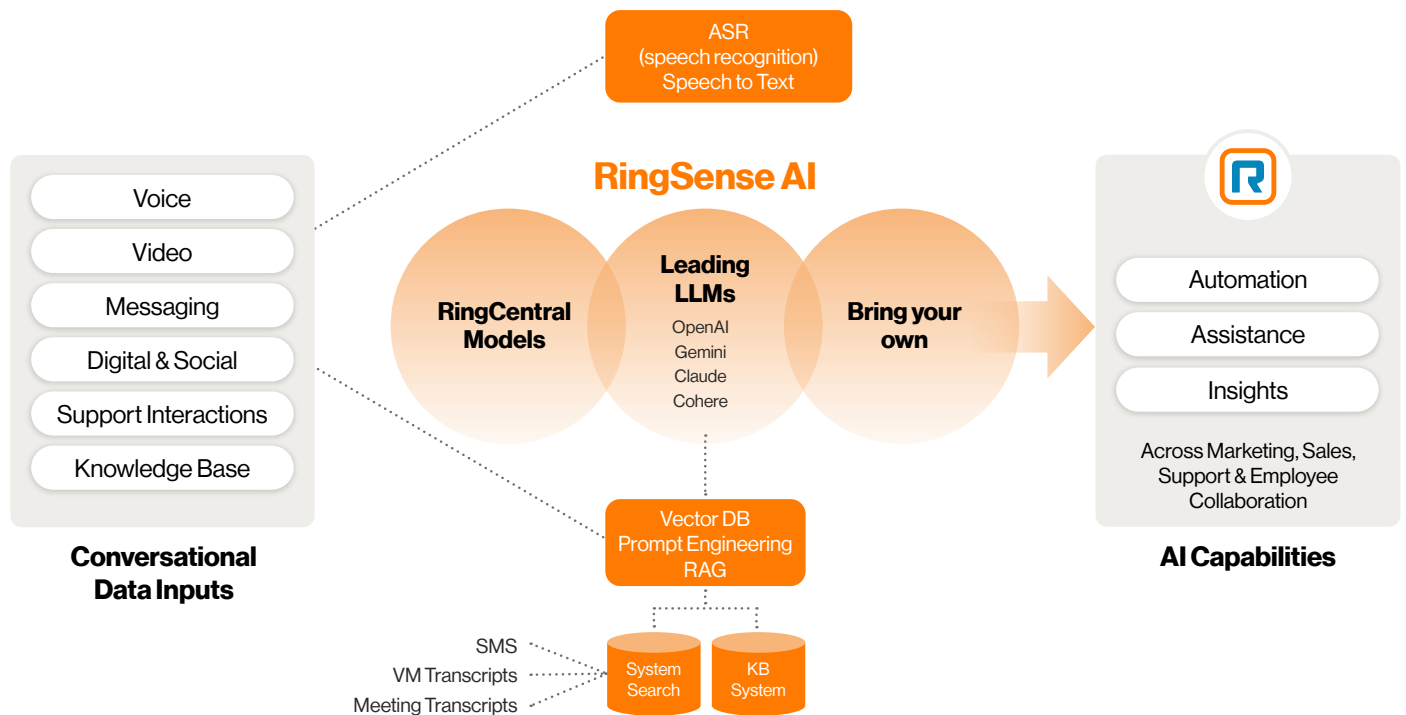 ASR
(speech recognition)
Speech to Text
RingSense AI
Voice
Video
Messaging
Digital & Social
Support Interactions
Knowledge Base
Conversational
Data Inputs
RingCentral
Models
Leading
LLMs
OpenAI
Gemini
Claude
Cohere
Bring your
own
R
Automation
Assistance
Insights
Across Marketing, Sales,
Support & Employee
Collaboration
AI Capabilities
Vector DB
Prompt Engineering
RAG
SMS
VM Transcripts
Meeting Transcripts
System
Search
KB
System